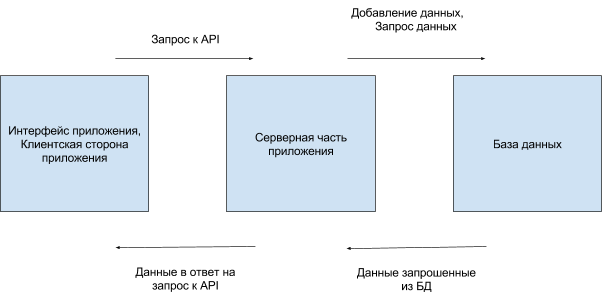 Запрос к API
Добавление данных,
Запрос данных
Интерфейс приложения,
Клиентская сторона
приложения
Серверная часть
приложения
База данных
Данные в ответ на
запрос к API
Данные запрошенные
из БД